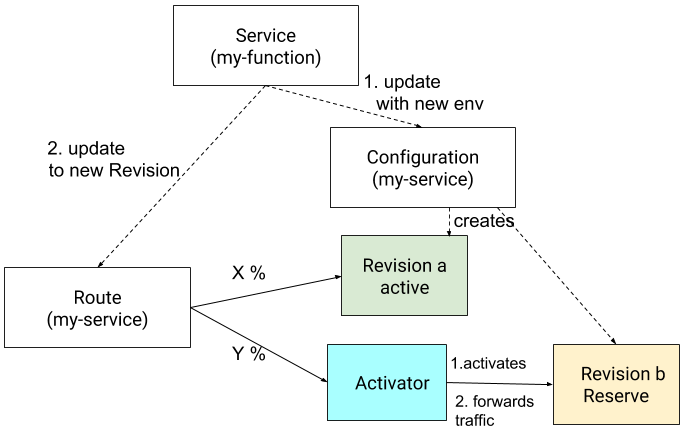 Service
(my-function)
1. update
with new env
2. update
to new Revision
Configuration
(my-service)
creates
Revision a
active
X %
Route
(my-service)
Y %
Activator
1.activates
2. forwards
traffic
Revision b
Reserve